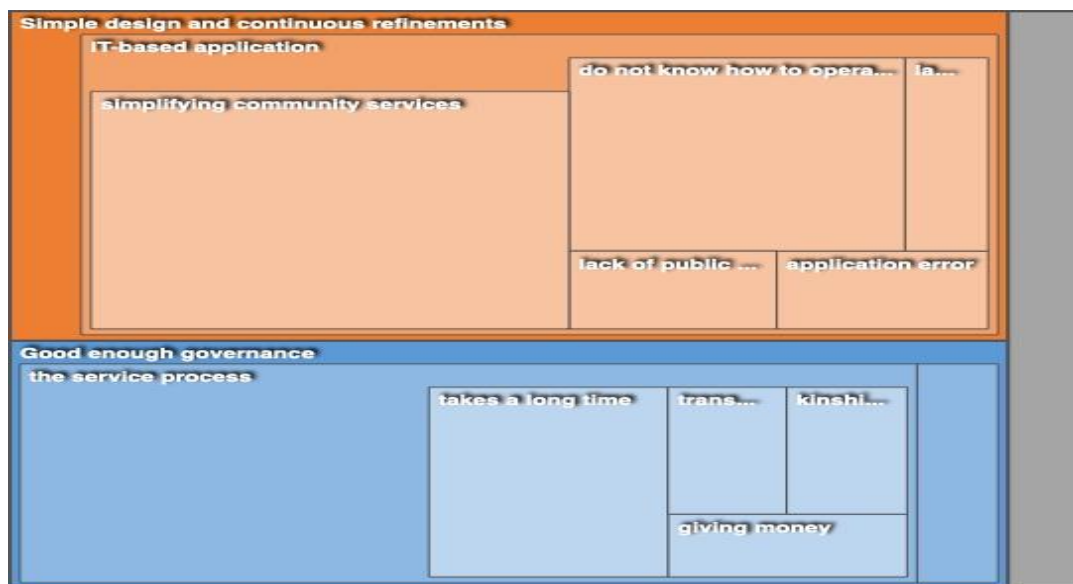 Simple design and continuous refinements
IT-based application
do not know how to opera... la...
simplifying community services
lack of public ... application error
Good enough governance
the service process
takes a long time trans... kinshi...
giving money